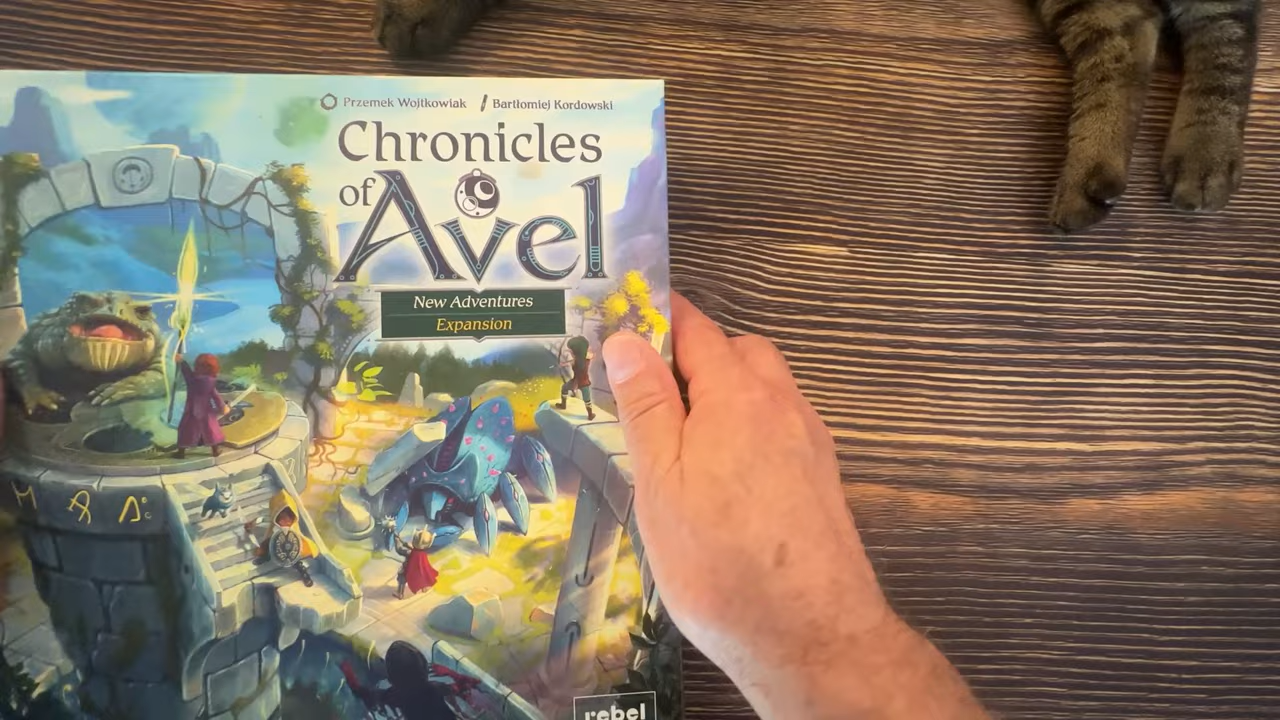 Przemek Wojtkowiak / Bartłomiej Kordowski
Chronicles
of Avel
New Adventures
Expansion
rebel